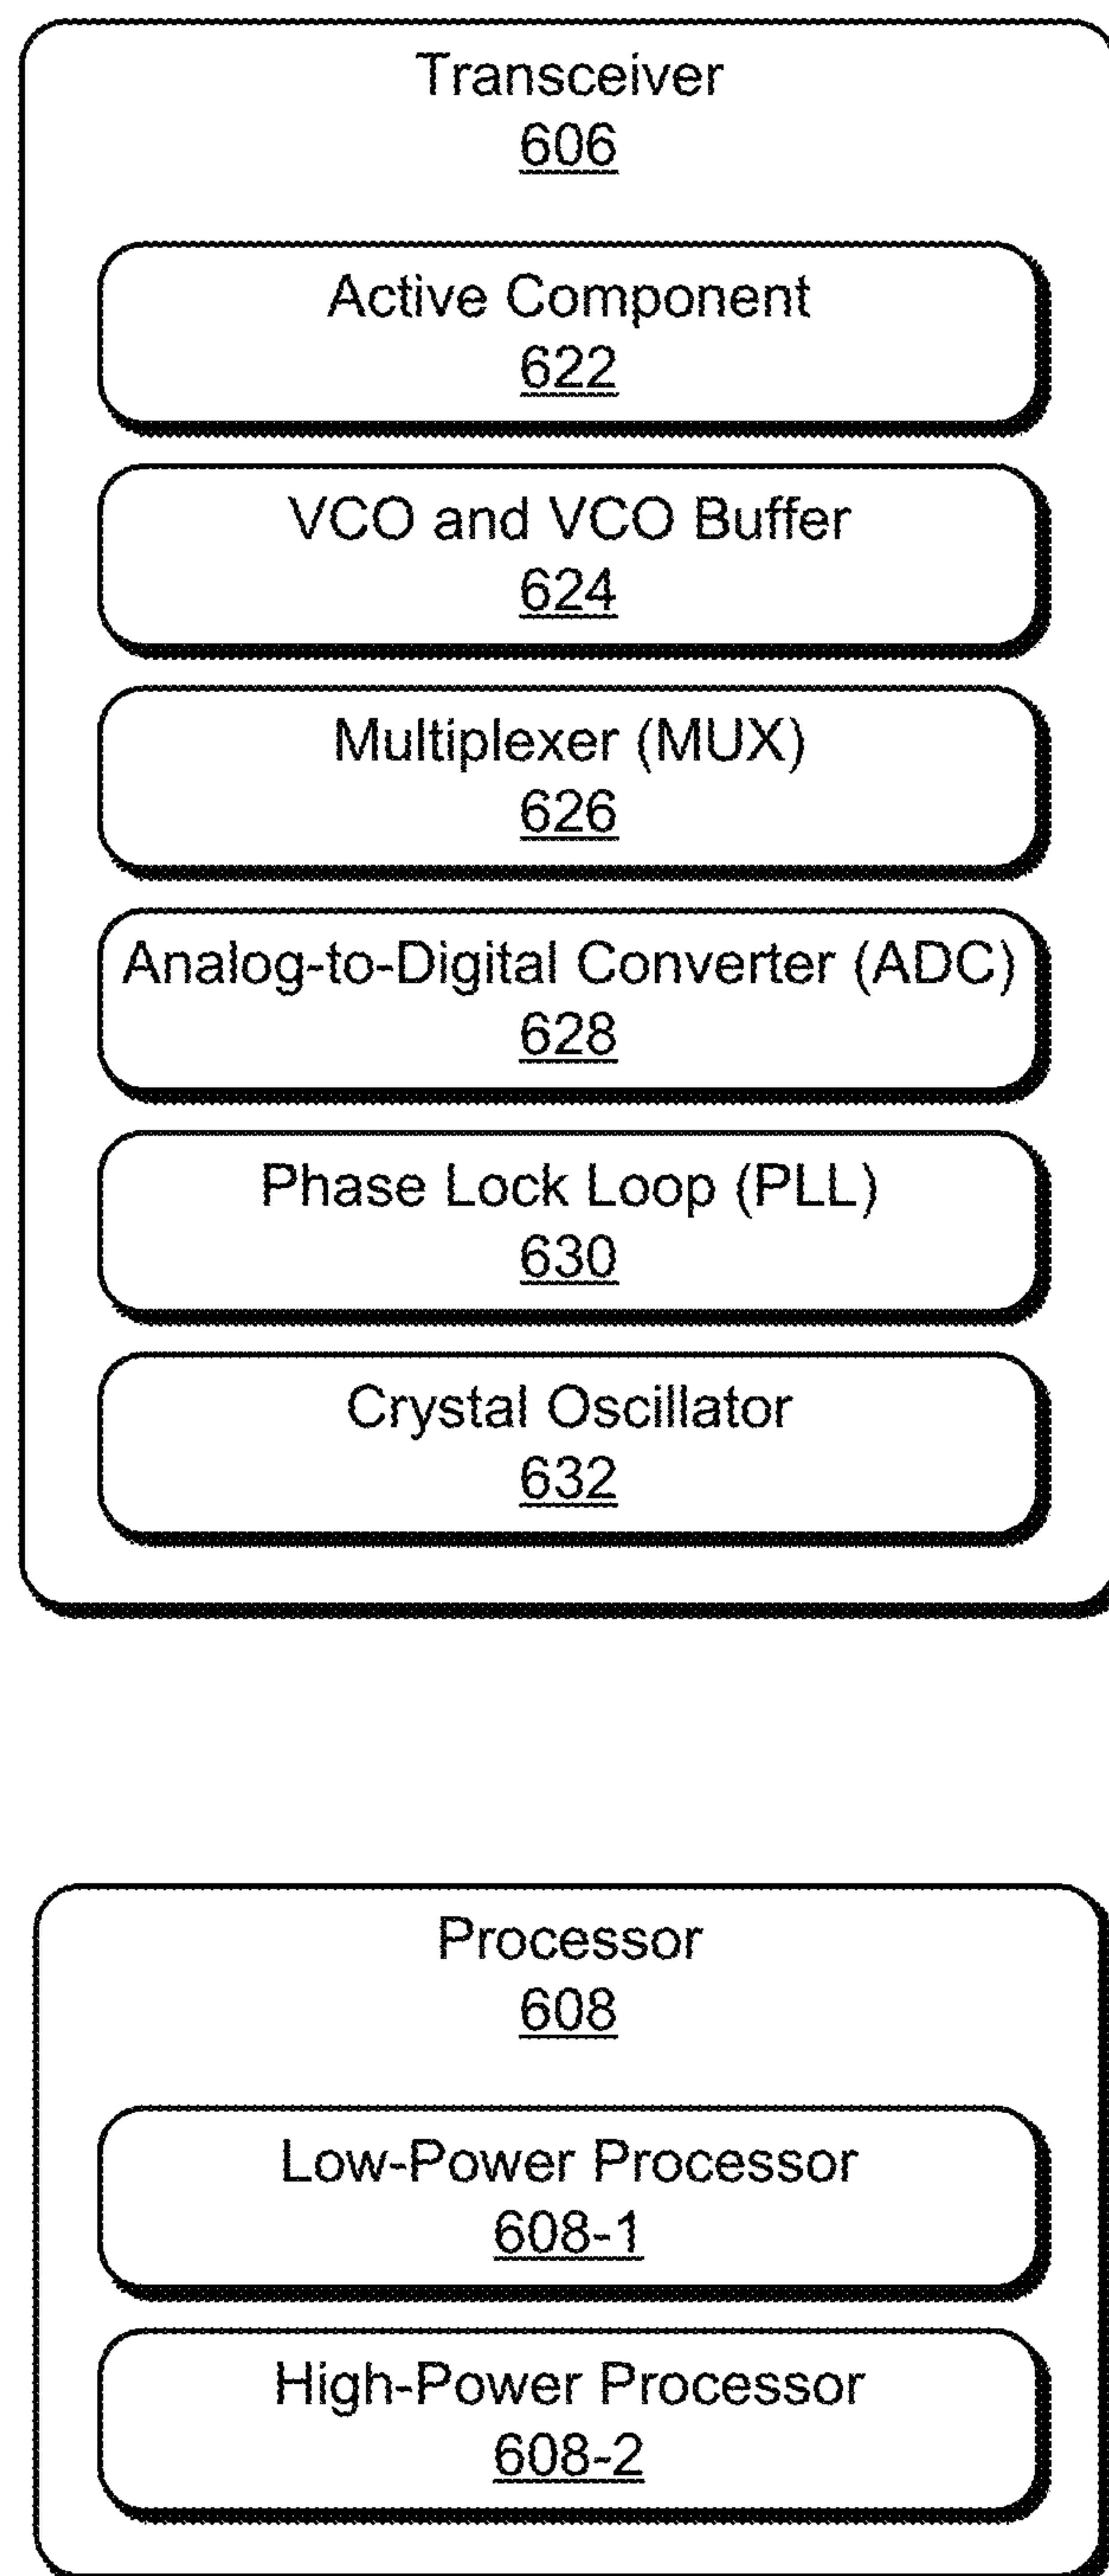 Transceiver
606
Active Component
622
VCO and VCO Buffer
624
Multiplexer (MUX)
626
Analog-to-Digital Converter (ADC)
628
Phase Lock Loop (PLL)
630
Crystal Oscillator
632
Processor
608
Low-Power Processor
608-1
High-Power Processor
608-2